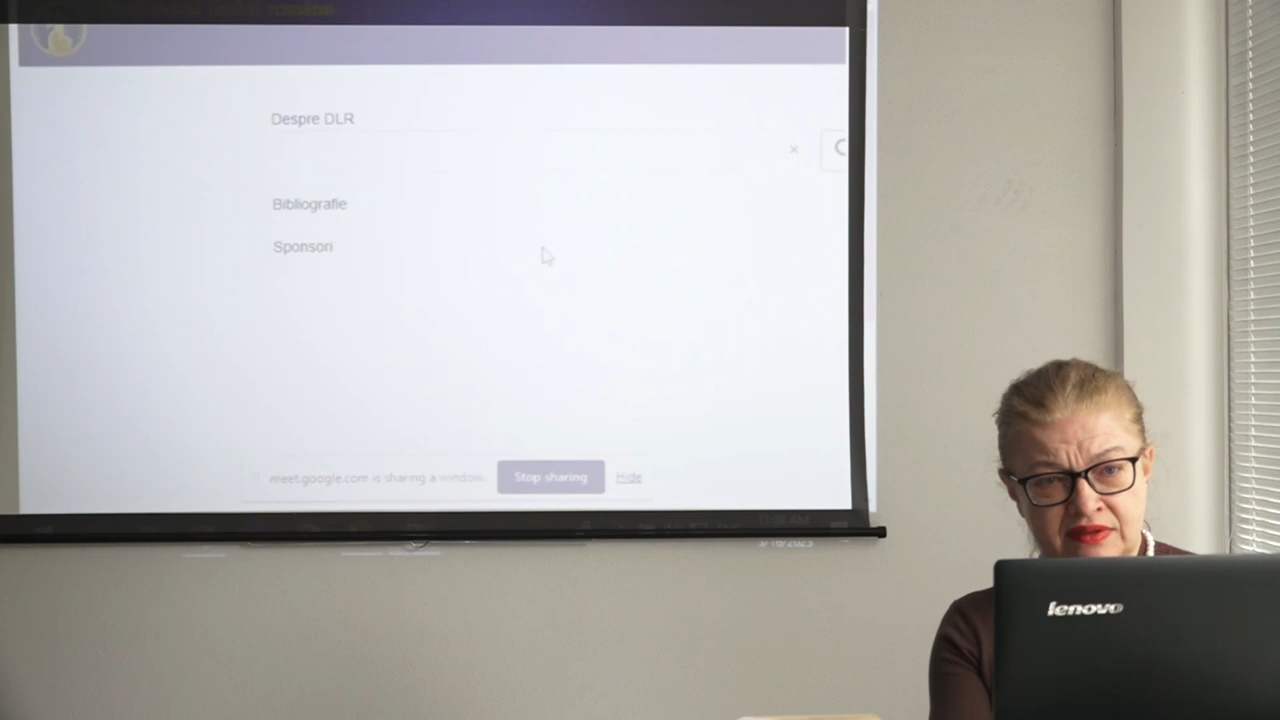 Despre DLR
×
Bibliografie
Sponsori
meet.google.com is sharing a window.
Stop sharing
Hide
lenovo